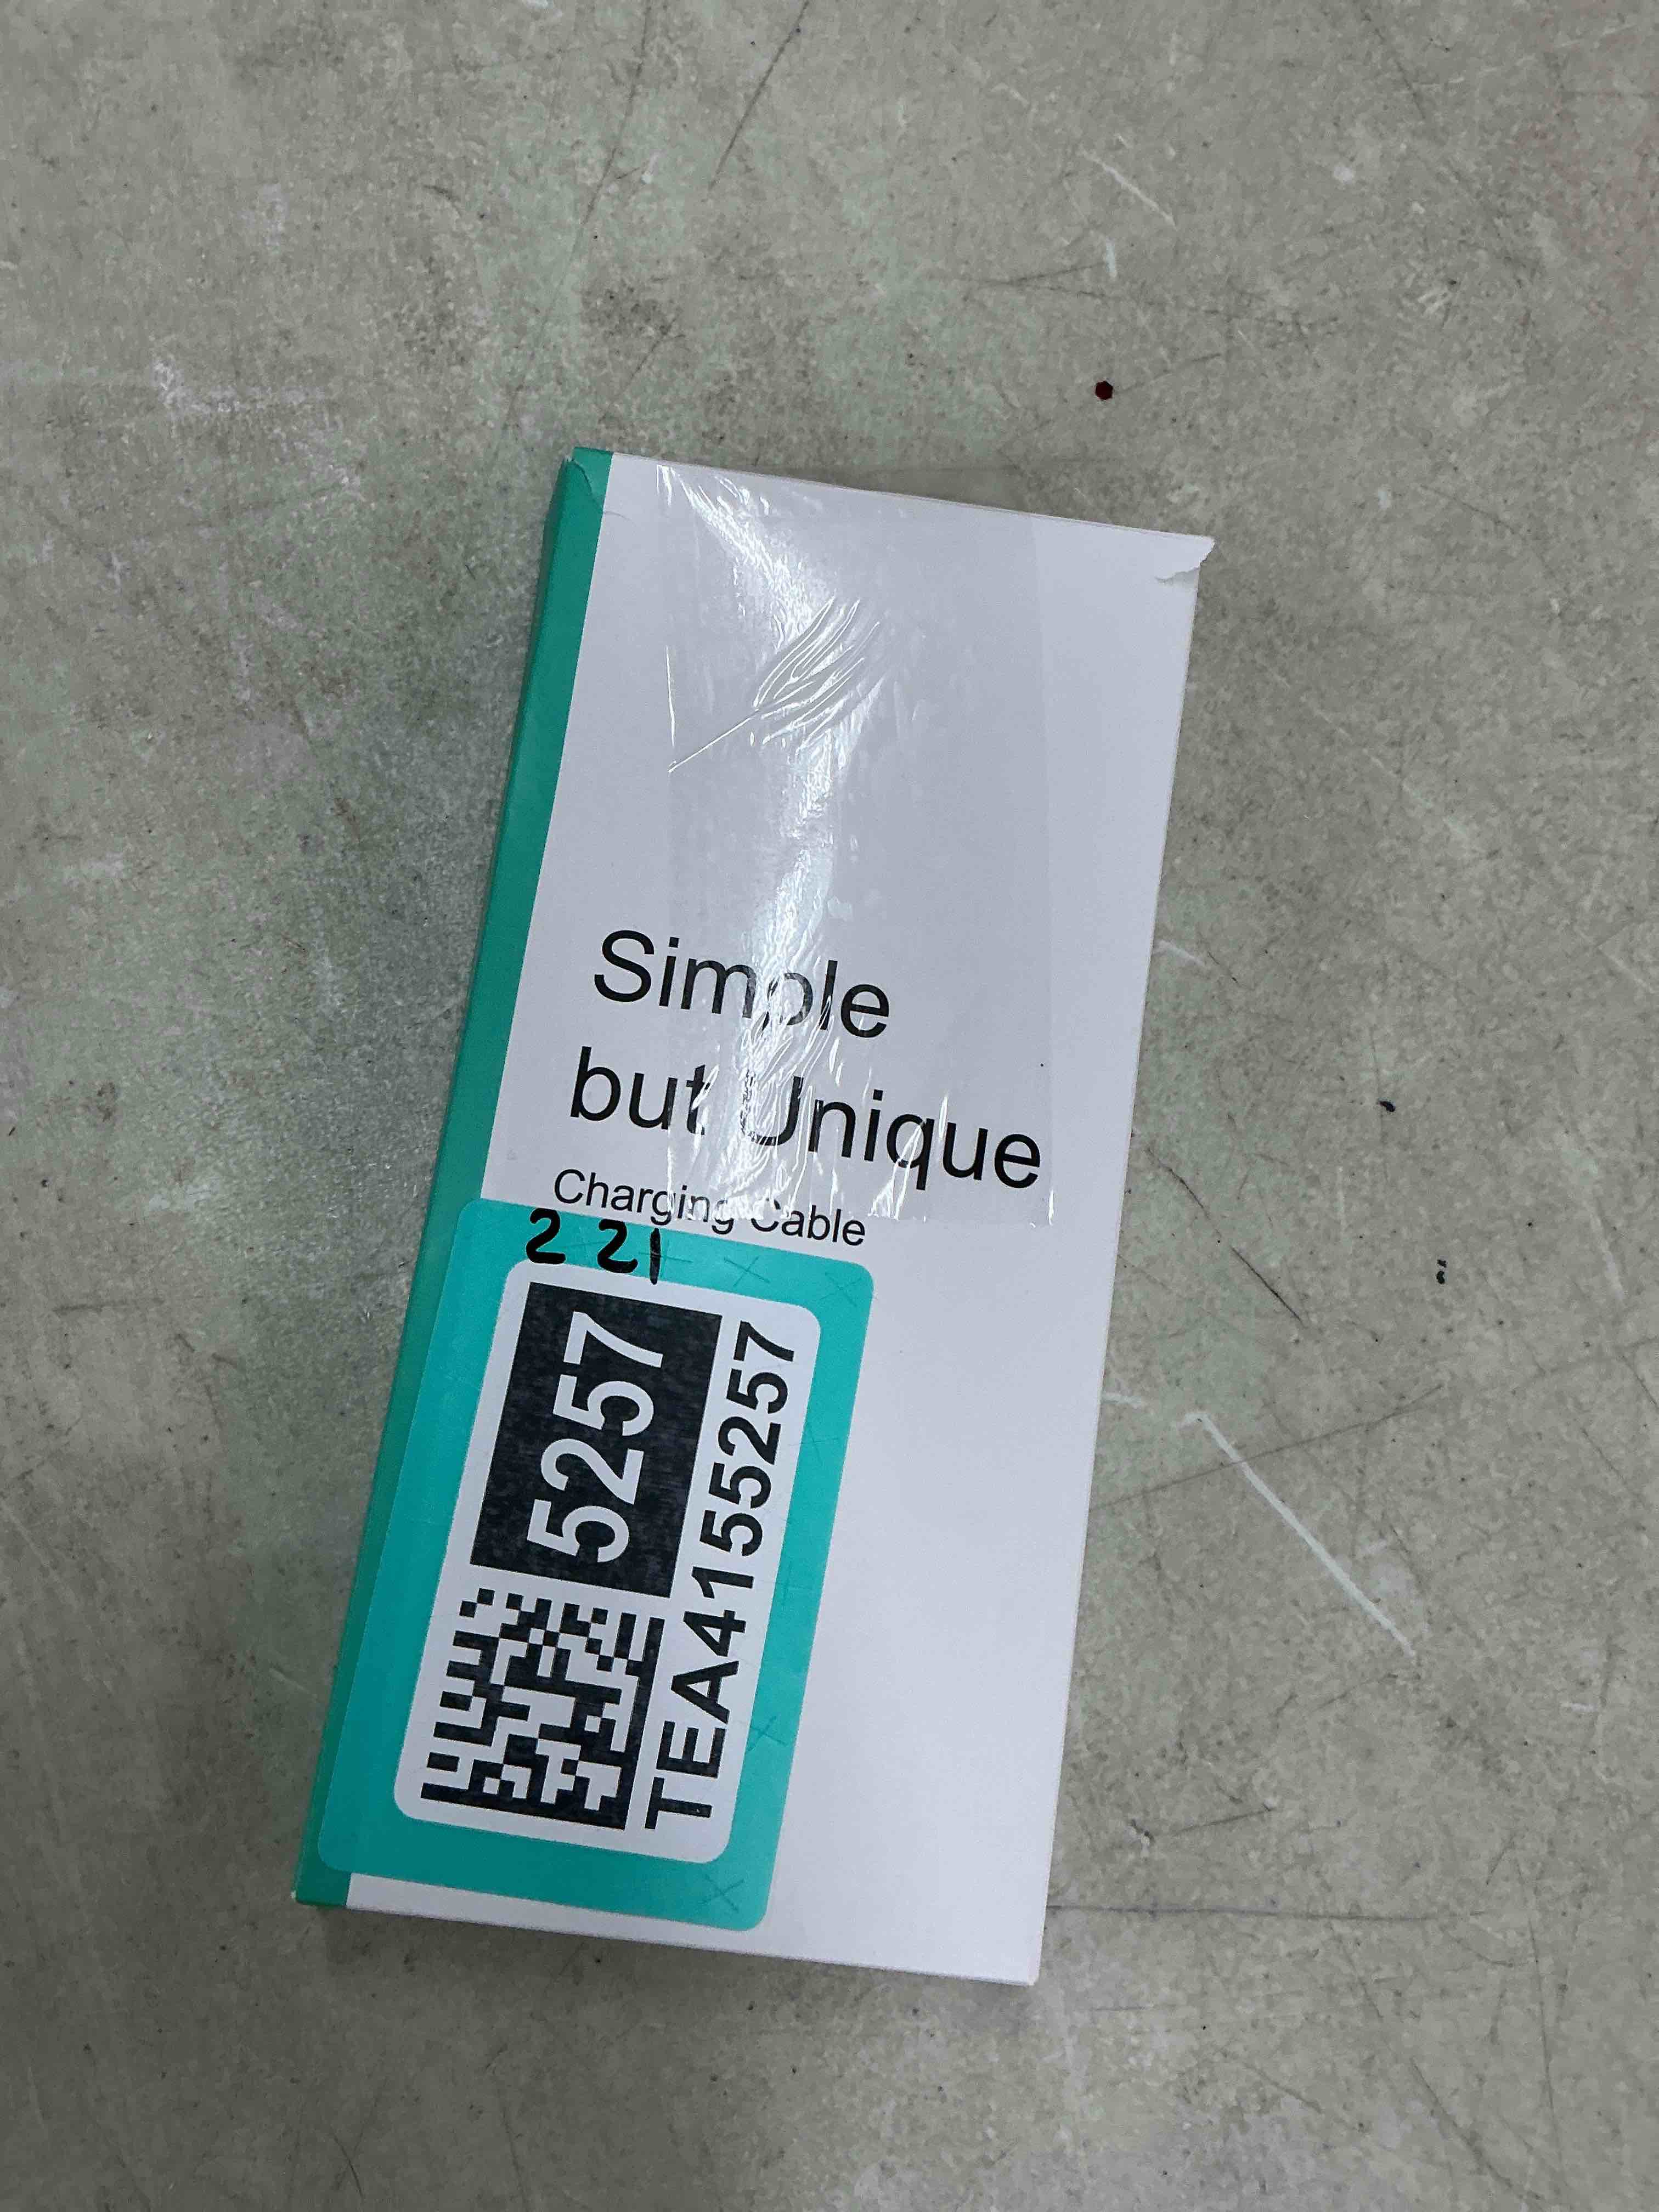 Simple
but Unique
Charging Cable
2 21
5257
TEA4155257